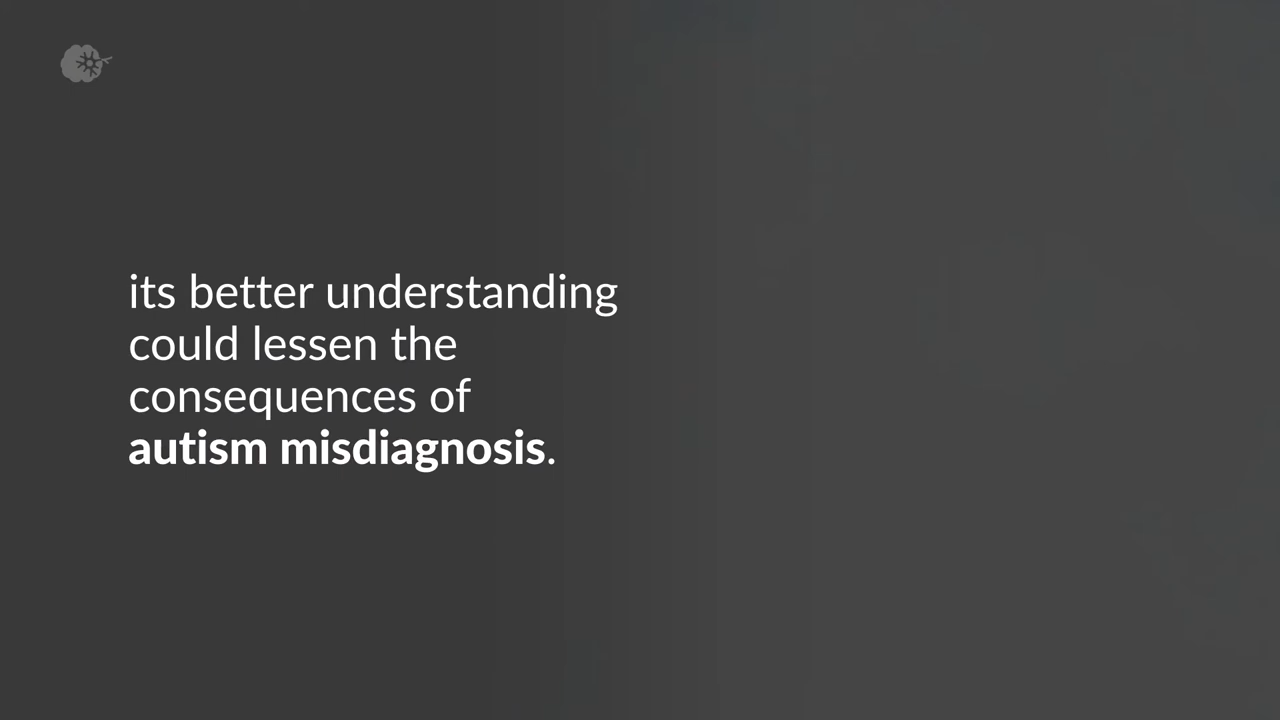 its better understanding
could lessen the
consequences of
autism misdiagnosis.